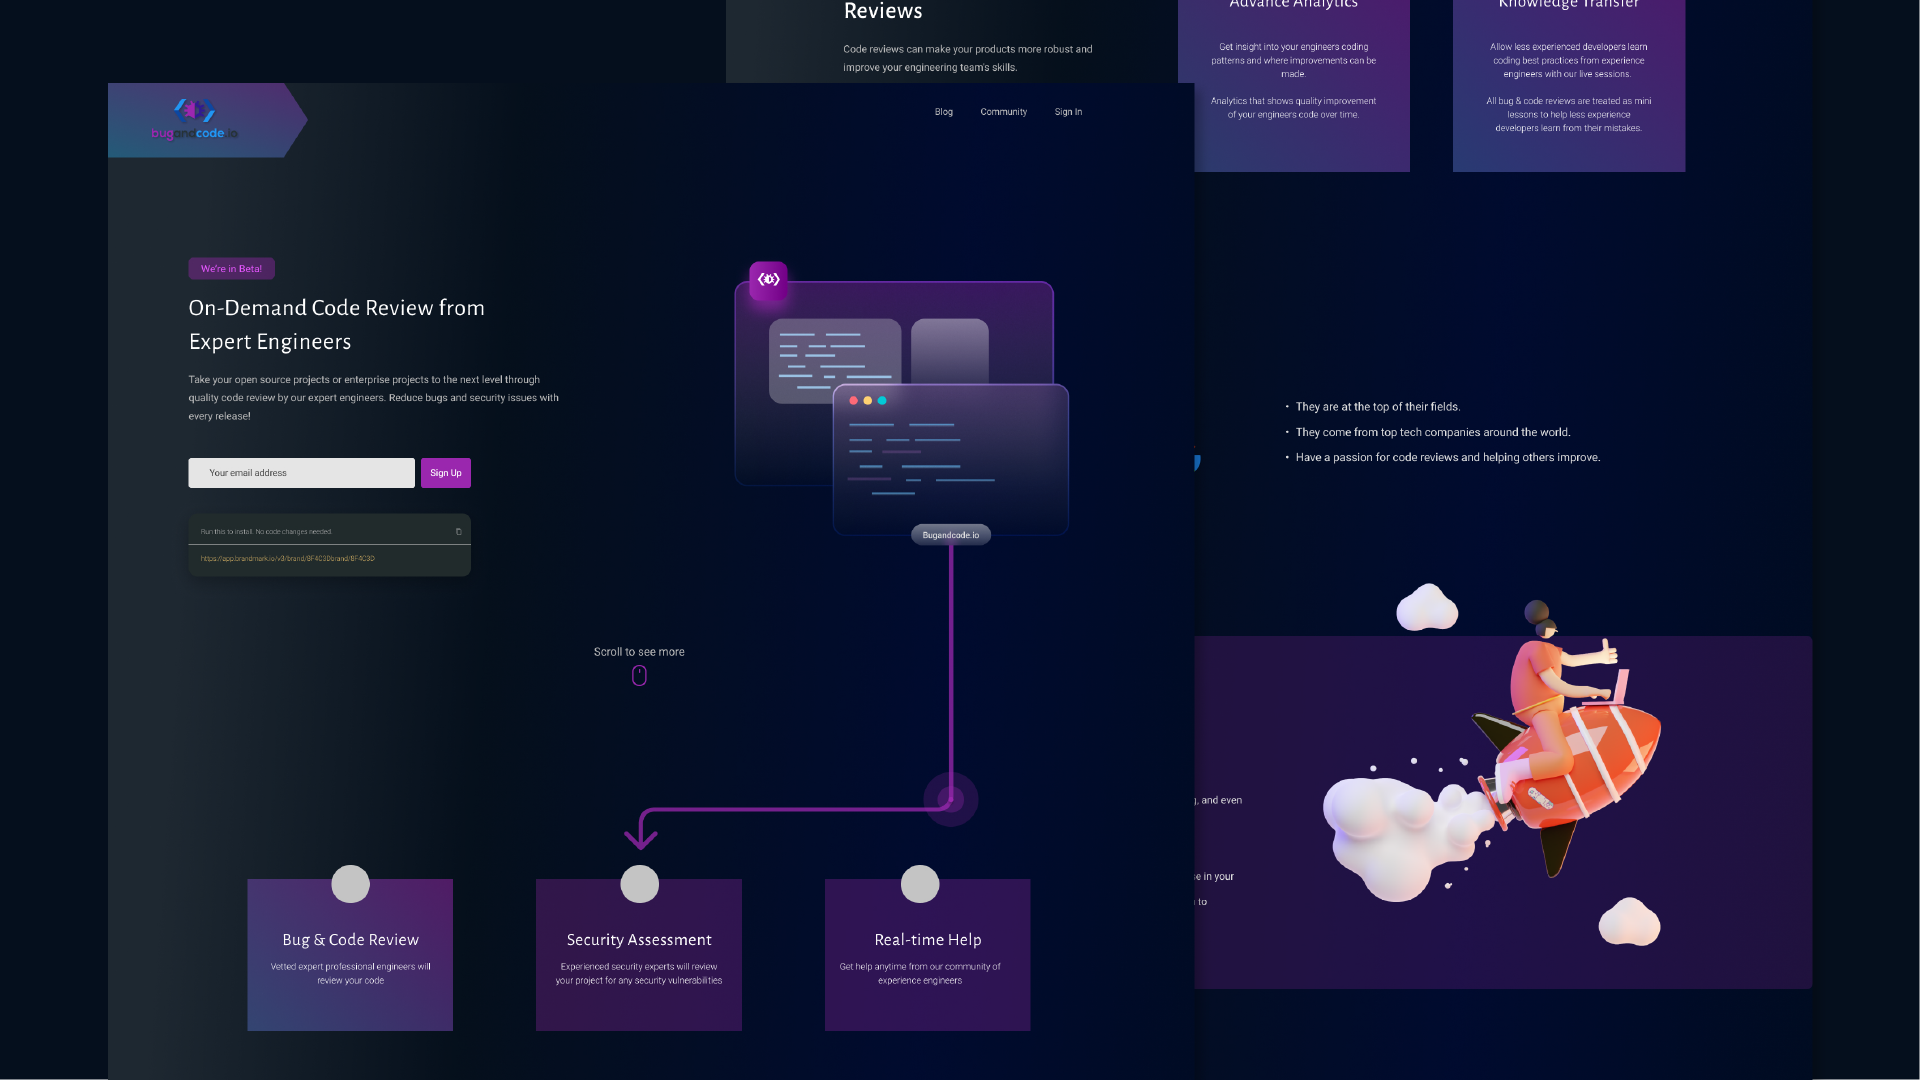 Reviews
Code reviews can make your products more robust and
improve your engineering team's skills.
Advance Analytics
Get insight into your engineers coding
patterns and where improvements can be
made.
Analytics that shows quality improvement
of your engineers code over time.
Knowledge Transfer
Allow less experienced developers learn
coding best practices from experience
engineers with our live sessions.
All bug & code reviews are treated as mini
lessons to help less experience
developers learn from their mistakes.
bugandcode.io
Blog Community Sign In
We're in Beta!
On-Demand Code Review from
Expert Engineers
Take your open source projects or enterprise projects to the next level through
quality code review by our expert engineers. Reduce bugs and security issues with
every release!
Your email address
Sign Up
Run this to install. No code changes needed.
https://app.brandmark.io/v3/brand/8F4C3Dbrand/8F4C3D
Bugandcode.io
Scroll to see more
• They are at the top of their fields.
• They come from top tech companies around the world.
• Have a passion for code reviews and helping others improve.
, and even
se in your
to
Bug & Code Review
Vetted expert professional engineers will
review your code
Security Assessment
Experienced security experts will review
your project for any security vulnerabilities
Real-time Help
Get help anytime from our community of
experience engineers